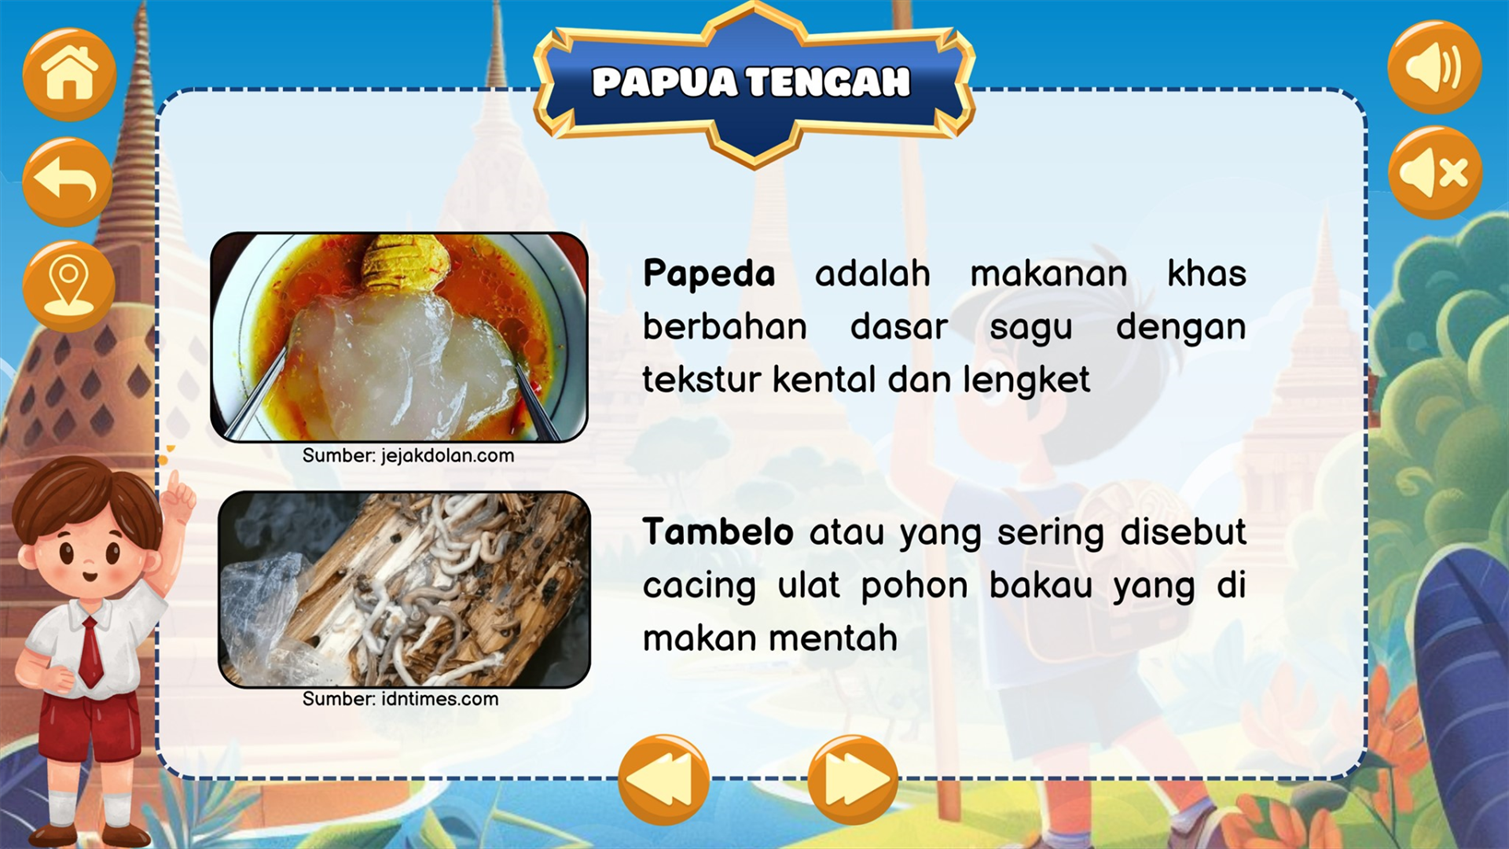 PAPUA TENGAH
Papeda adalah makanan khas
berbahan dasar sagu dengan
tekstur kental dan lengket
Sumber: jejakdolan.com
Tambelo atau yang sering disebut
cacing ulat pohon bakau yang di
makan mentah
Sumber: idntimes.com